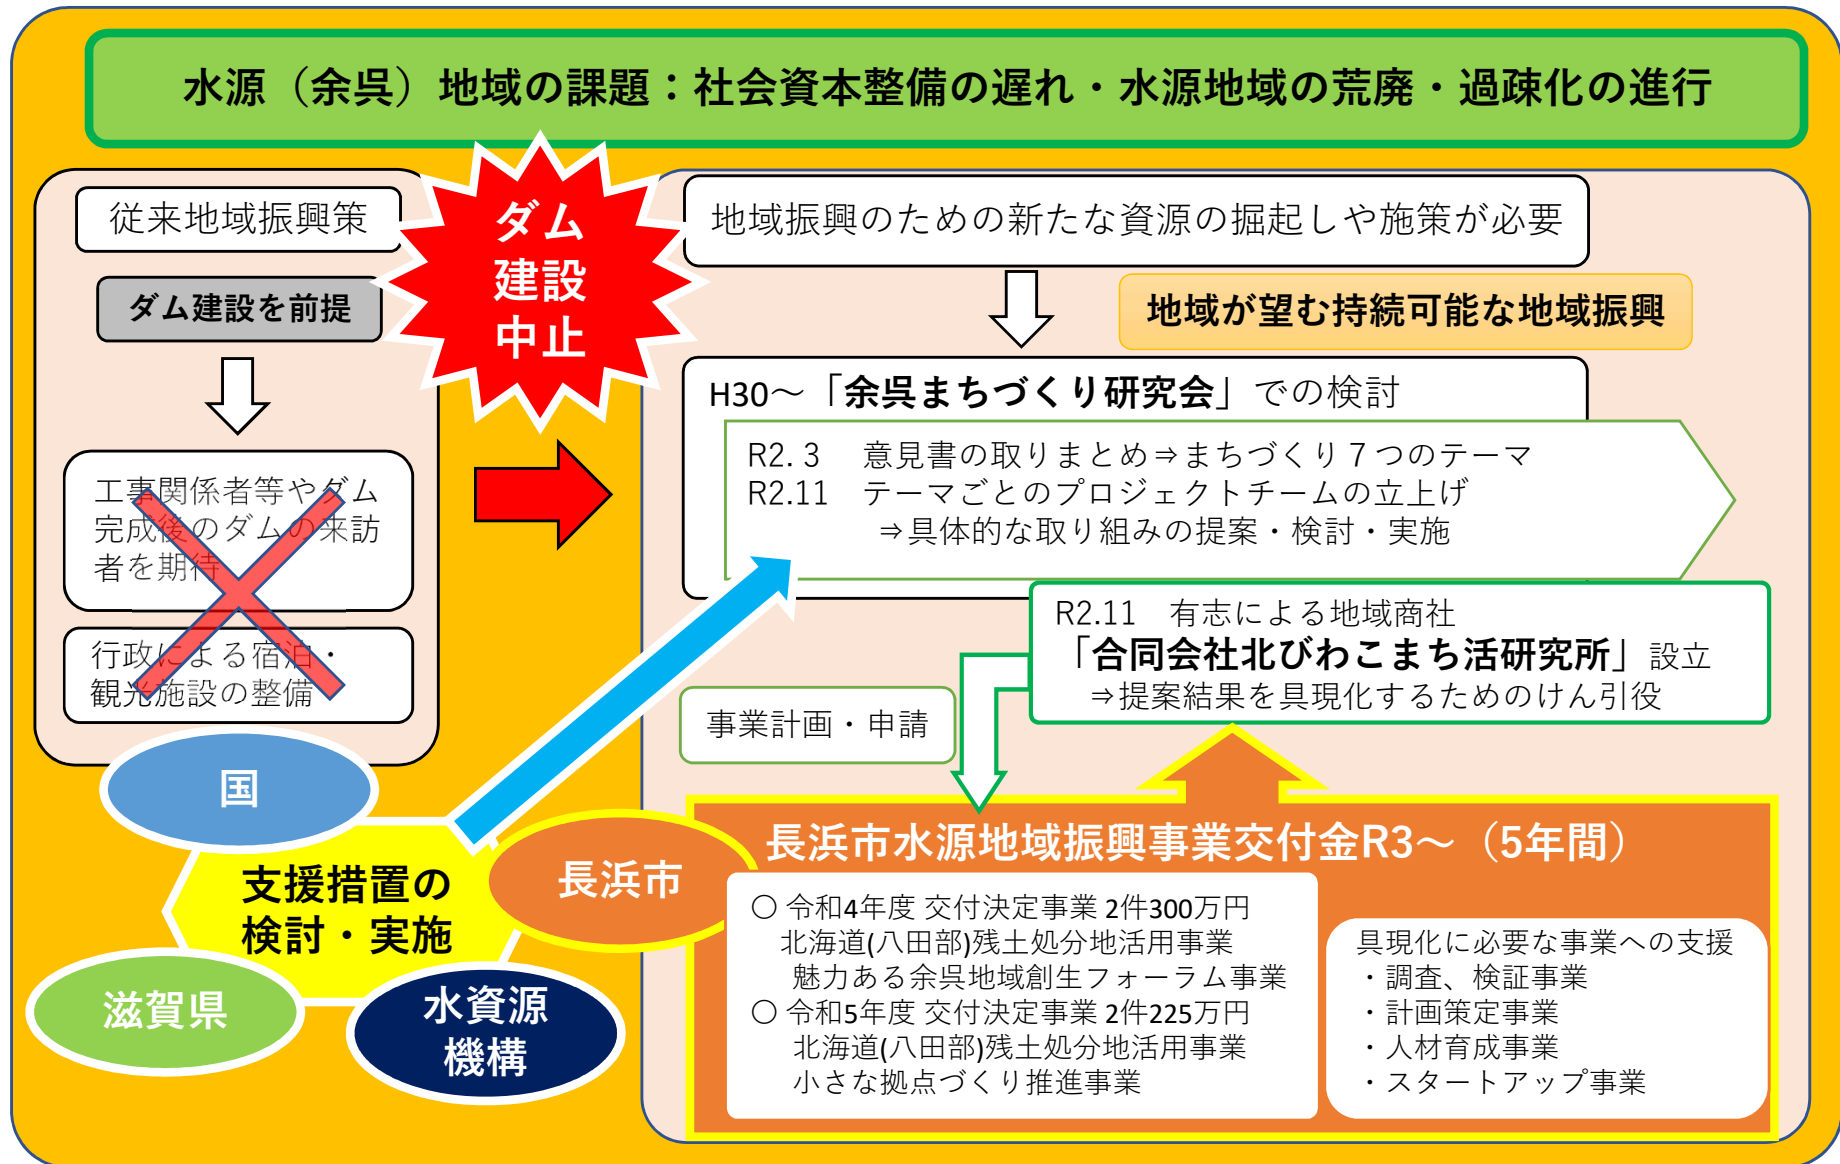 水源（余呉）地域の課題：社会資本整備の遅れ・水源地域の荒廃・過疎化の進行
従来地域振興策
ダム建設を前提
工事関係者等やダム
完成後のダムの来訪
者を期待
行政による宿泊・
観光施設の整備
ダム
建設
中止
地域振興のための新たな資源の掘起しや施策が必要
地域が望む持続可能な地域振興
H30～「余呉まちづくり研究会」での検討
R2. 3　意見書の取りまとめ⇒まちづくり７つのテーマ
R2.11　テーマごとのプロジェクトチームの立上げ
⇒具体的な取り組みの提案・検討・実施
R2.11　有志による地域商社
「合同会社北びわこまち活研究所」設立
⇒提案結果を具現化するためのけん引役
事業計画・申請
国
支援措置の
検討・実施
長浜市
滋賀県
水資源
機構
長浜市水源地域振興事業交付金R3～（5年間）
〇 令和4年度 交付決定事業 2件300万円
北海道(八田部)残土処分地活用事業
魅力ある余呉地域創生フォーラム事業
〇 令和5年度 交付決定事業 2件225万円
北海道(八田部)残土処分地活用事業
小さな拠点づくり推進事業
具現化に必要な事業への支援
・調査、検証事業
・計画策定事業
・人材育成事業
・スタートアップ事業